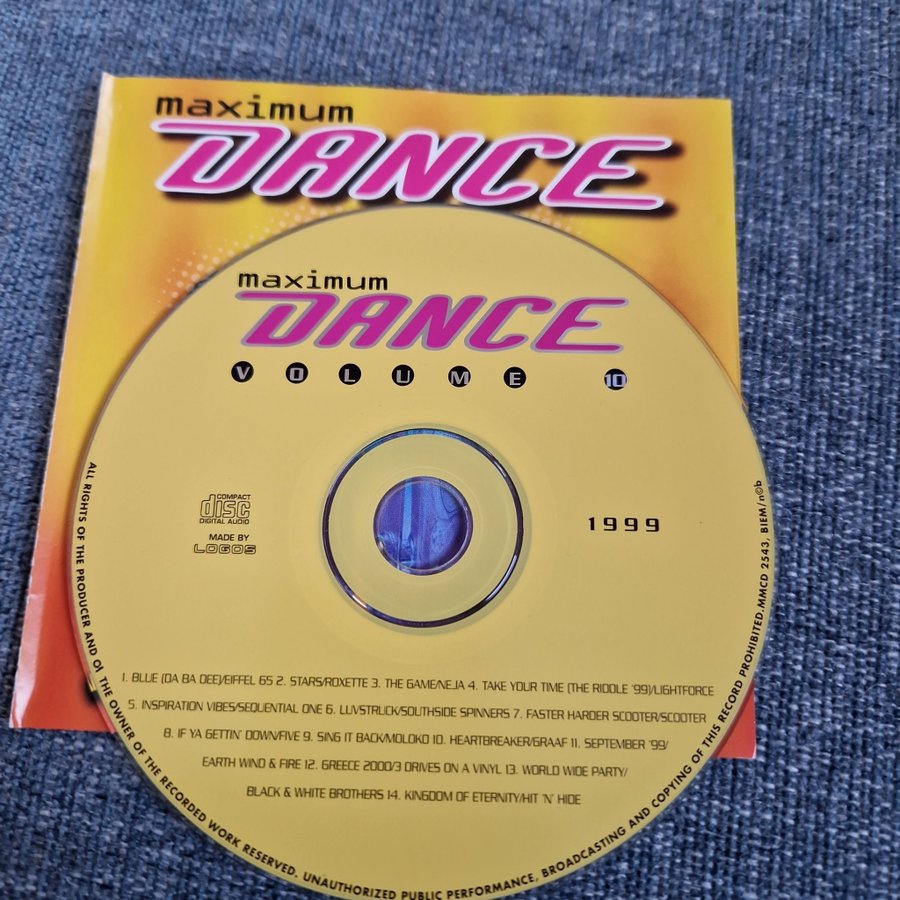 maximum
DANCE
maximum
DANCE
VOLUME 10
COMPACT
disc
DIGITAL AUDIO
MADE BY
LOGOS
1999
1. BLUE (DA BA DEE)/EIFFEL 65 2. STARS/ROXETTE 3. THE GAME/NEJA 4. TAKE YOUR TIME (THE RIDDLE '99)/LIGHTFORCE
5. INSPIRATION VIBES/SEQUENTIAL ONE 6. LUVSTRUCK/SOUTHSIDE SPINNERS 7. FASTER HARDER SCOOTER/SCOOTER
8. IF YA GETTIN' DOWN/FIVE 9. SING IT BACK/MOLOKO 10. HEARTBREAKER/GRAAF 11. SEPTEMBER '99/
EARTH WIND & FIRE 12. GREECE 2000/3 DRIVES ON A VINYL 13. WORLD WIDE PARTY/
BLACK & WHITE BROTHERS 14. KINGDOM OF ETERNITY/HIT 'N' HIDE
ALL RIGHTS OF THE PRODUCER AND OF THE OWNER OF THE RECORDED WORK RESERVED. UNAUTHORIZED PUBLIC PERFORMANCE, BROADCASTING AND COPYING OF THIS RECORD PROHIBITED. MMCD 2543, BIEM/n©b